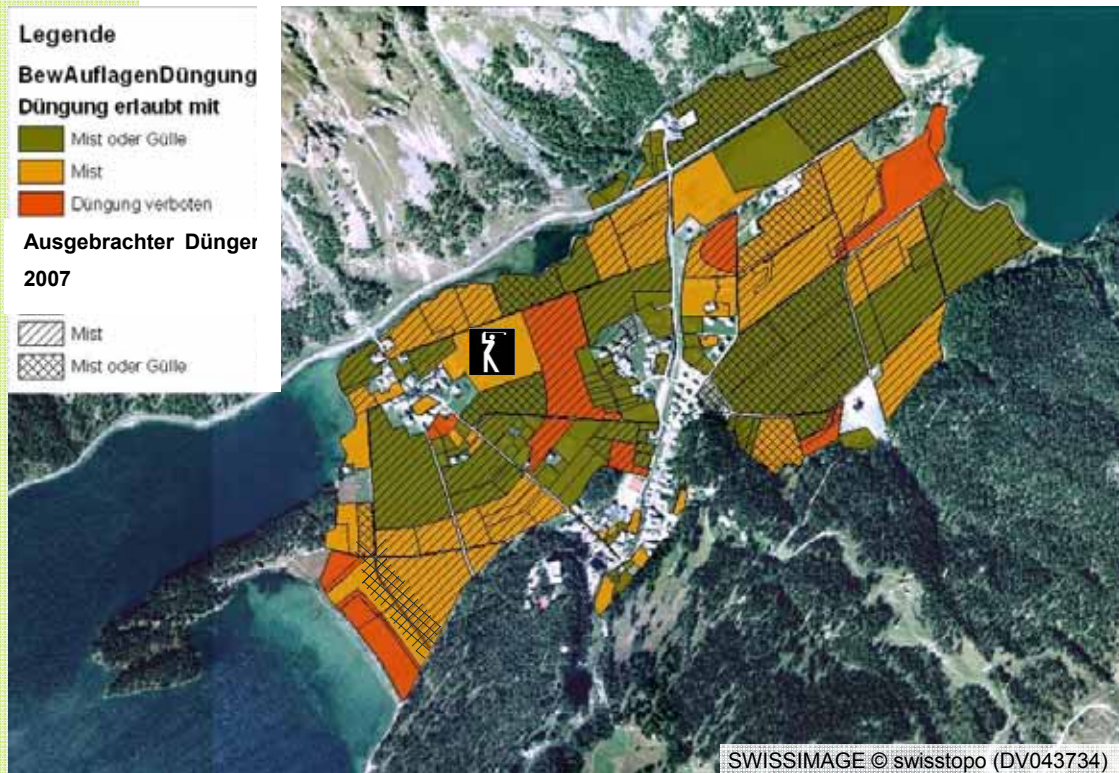 Legende
BewAuflagenDüngung
Düngung erlaubt mit
Mist oder Gülle
Mist
Düngung verboten
Ausgebrachter Dünger
2007
Mist
Mist oder Gülle
SWISSIMAGE © swisstopo (DV043734)